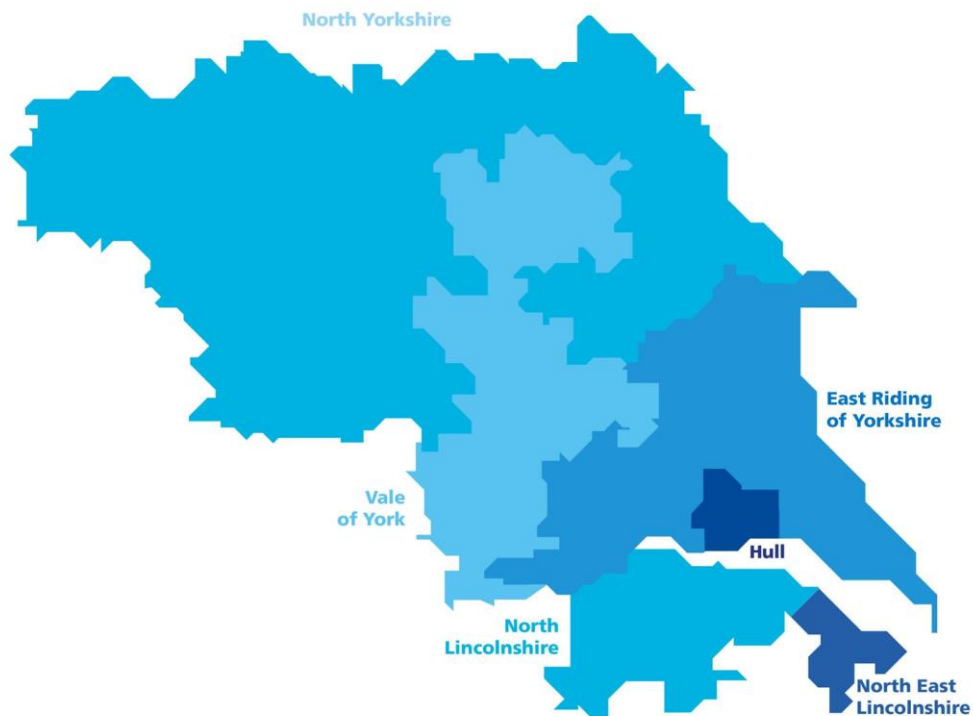 North Yorkshire
East Riding
of Yorkshire
Vale
of York
Hull
North
Lincolnshire
North East
Lincolnshire